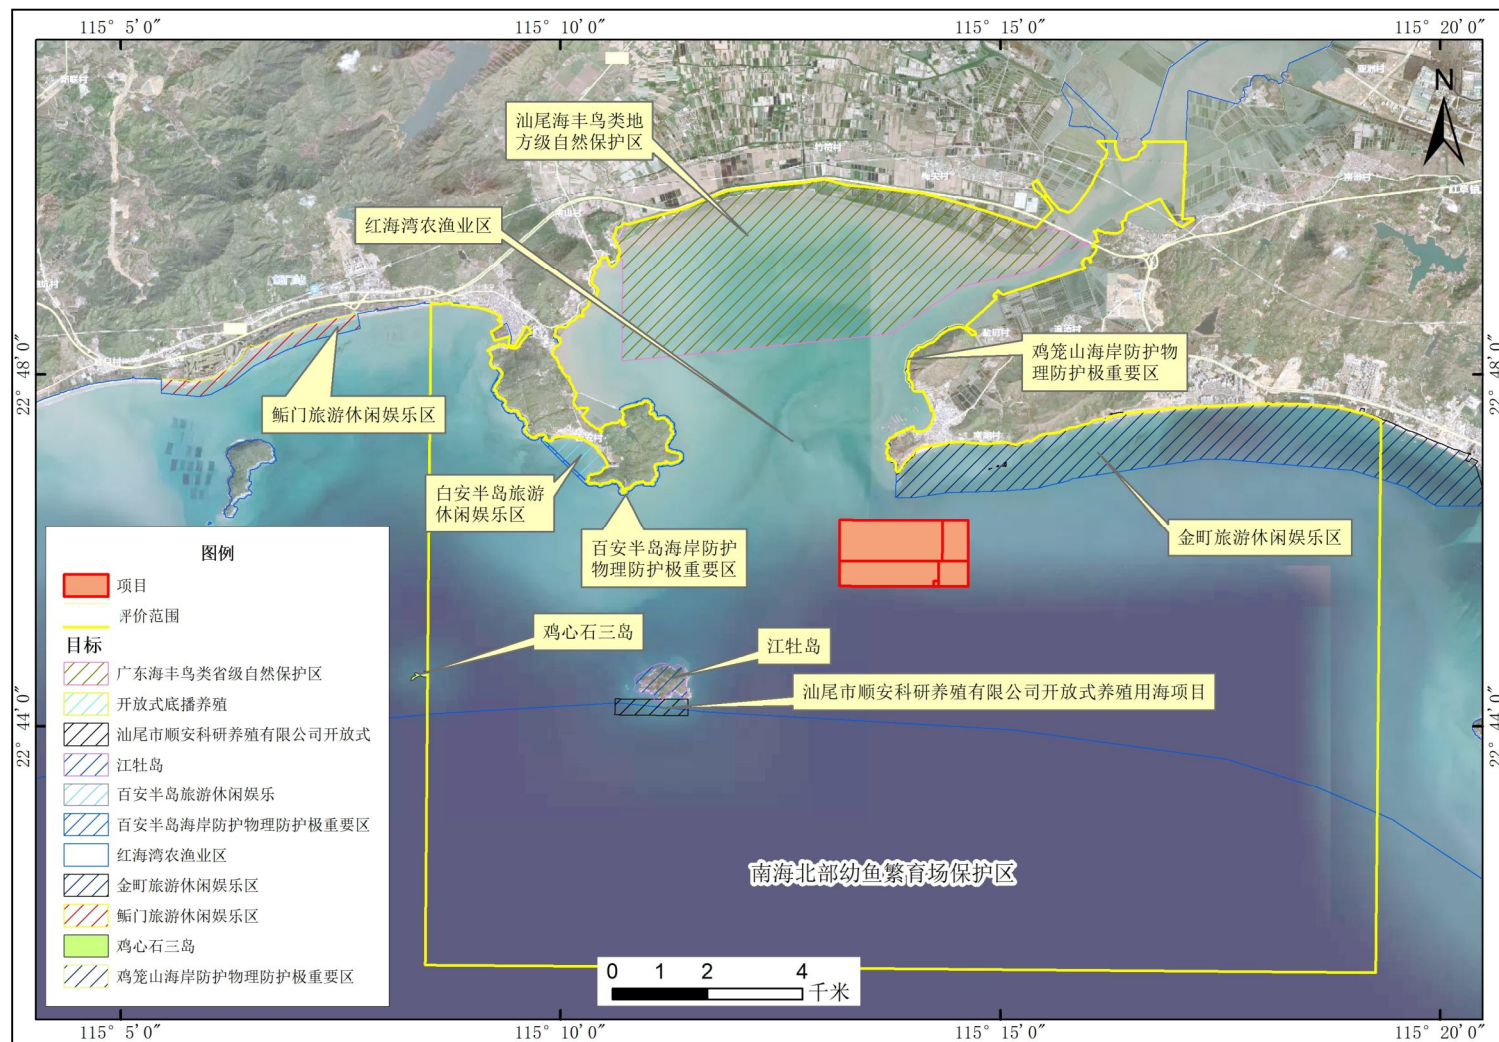 115° 5′0″
115° 10′0″
115° 15′0″
115° 20′0″
N
汕尾海丰鸟类地
方级自然保护区
竹筏村
红海湾农渔业区
22° 48′0″
22° 48′0″
鸡笼山海岸防护物
理防护极重要区
鲘门旅游休闲娱乐区
白安半岛旅游
休闲娱乐区
百安半岛海岸防护
物理防护极重要区
金町旅游休闲娱乐区
图例
项目
评价范围
目标
广东海丰鸟类省级自然保护区
开放式底播养殖
汕尾市顺安科研养殖有限公司开放式
江牡岛
百安半岛旅游休闲娱乐
百安半岛海岸防护物理防护极重要区
红海湾农渔业区
金町旅游休闲娱乐区
鲘门旅游休闲娱乐区
鸡心石三岛
鸡笼山海岸防护物理防护极重要区
鸡心石三岛
江牡岛
汕尾市顺安科研养殖有限公司开放式养殖用海项目
22° 44′0″
22° 44′0″
南海北部幼鱼繁育场保护区
0 1 2 4
千米
115° 5′0″
115° 10′0″
115° 15′0″
115° 20′0″